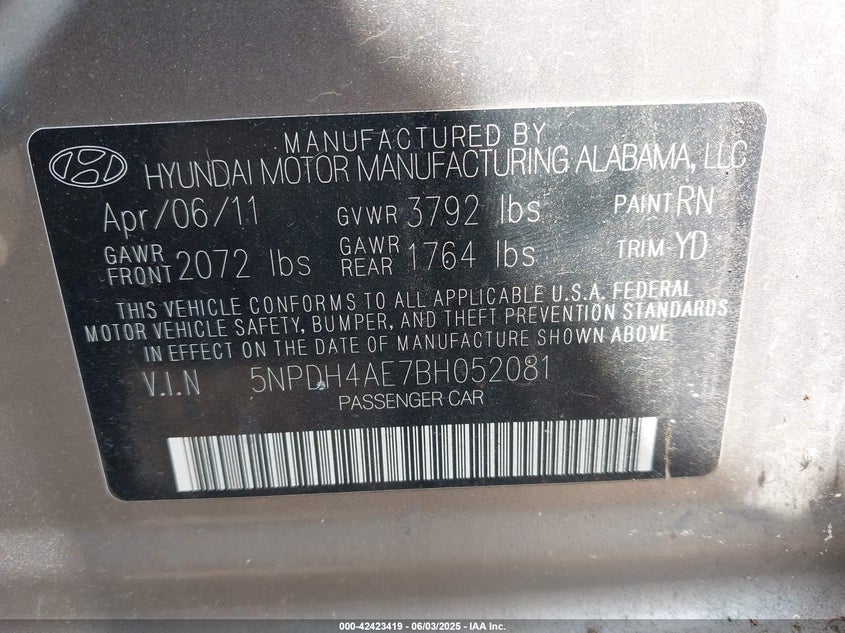 MANUFACTURED BY
HYUNDAI MOTOR MANUFACTURING ALABAMA, LLC
Apr/06/11 GVWR 3792 lbs PAINT RN
GAWR FRONT 2072 lbs GAWR REAR 1764 lbs TRIM YD
THIS VEHICLE CONFORMS TO ALL APPLICABLE U.S.A. FEDERAL
MOTOR VEHICLE SAFETY, BUMPER, AND THEFT PREVENTION STANDARDS
IN EFFECT ON THE DATE OF MANUFACTURE SHOWN ABOVE
V.I.N 5NPDH4AE7BH052081
PASSENGER CAR
000-42423419 - 06/03/2025 - IAA Inc.